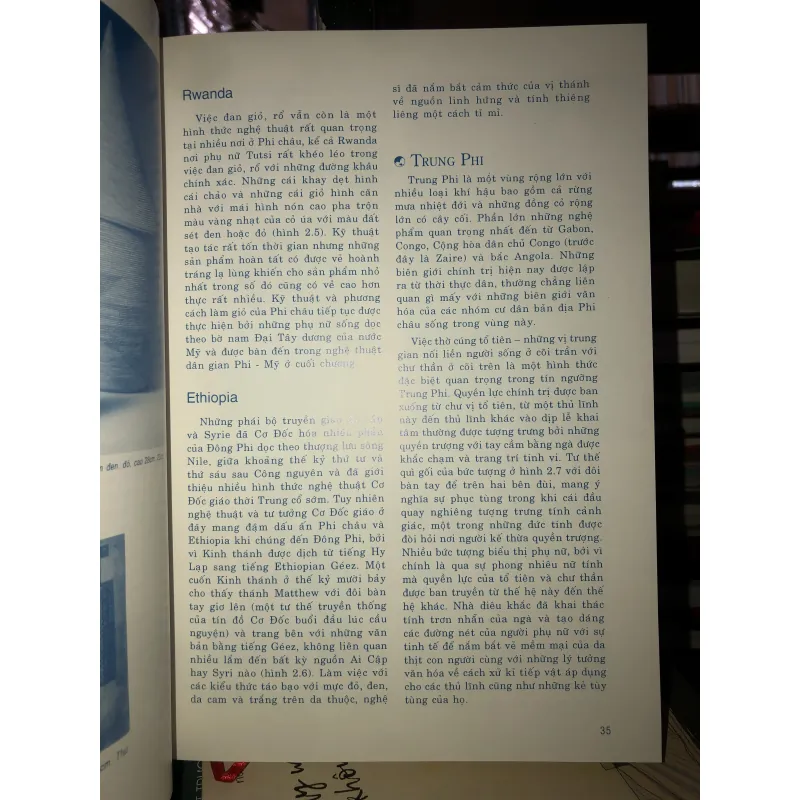 Rwanda
Việc đan giỏ, rổ vẫn còn là một
hình thức nghệ thuật rất quan trọng
tại nhiều nơi ở Phi châu, kể cả Rwanda
nơi phụ nữ Tutsi rất khéo léo trong
việc đan giỏ, rổ với những đường khâu
chính xác. Những cái khay dẹt hình
cái chảo và những cái giỏ hình căn
nhà với mái hình nón cao pha trộn
màu vàng nhạt của cỏ úa với màu đất
sét đen hoặc đỏ (hình 2.5). Kỹ thuật
tạo tác rất tốn thời gian nhưng những
sản phẩm hoàn tất có được vẻ hoành
tráng lạ lùng khiến cho sản phẩm nhỏ
nhất trong số đó cũng có vẻ cao hơn
thực rất nhiều. Kỹ thuật và phương
cách làm giỏ của Phi châu tiếp tục được
thực hiện bởi những phụ nữ sống dọc
theo bờ nam Đại Tây dương của nước
Mỹ và được bàn đến trong nghệ thuật
dân gian Phi - Mỹ ở cuối chương.
Ethiopia
Những phái bộ truyền giáo
và Syrie đã Cơ Đốc hóa nhiều phần
của Đông Phi dọc theo thượng lưu sông
Nile, giữa khoảng thế kỷ thứ tư và
thứ sáu sau Công nguyên và đã giới
thiệu nhiều hình thức nghệ thuật Cơ
Đốc giáo thời Trung cổ sớm. Tuy nhiên
nghệ thuật và tư tưởng Cơ Đốc giáo ở
đây mang đậm dấu ấn Phi châu và
Ethiopia khi chúng đến Đông Phi, bởi
vì Kinh thánh được dịch từ tiếng Hy
Lạp sang tiếng Ethiopian Géez. Một
cuốn Kinh thánh ở thế kỷ mười bảy
cho thấy thánh Matthew với đôi bàn
tay giơ lên (một tư thế truyền thống
của tín đồ Cơ Đốc buổi đầu lúc cầu
nguyện) và trang bên với những văn
bản bằng tiếng Géez, không liên quan
nhiều lắm đến bất kỳ nguồn Ai Cập
hay Syri nào (hình 2.6). Làm việc với
các kiểu thức táo bạo với mực đỏ, đen,
da cam và trắng trên da thuộc, nghệ
sĩ đã nắm bắt cảm thức của vị thánh
về nguồn linh hứng và tính thiêng
liêng một cách tỉ mỉ.
TRUNG PHI
Trung Phi là một vùng rộng lớn với
nhiều loại khí hậu bao gồm cả rừng
mưa nhiệt đới và những đồng cỏ rộng
lớn có cây cối. Phần lớn những nghệ
phẩm quan trọng nhất đến từ Gabon,
Congo, Cộng hòa dân chủ Congo (trước
đây là Zaire) và bắc Angola. Những
biên giới chính trị hiện nay được lập
ra từ thời thực dân, thường chẳng liên
quan gì mấy với những biên giới văn
hóa của các nhóm cư dân bản địa Phi
châu sống trong vùng này.
Việc thờ cúng tổ tiên – những vị trung
gian nối liền người sống ở cõi trần với
chư thần ở cõi trên là một hình thức
đặc biệt quan trọng trong tín ngưỡng
Trung Phi. Quyền lực chính trị được ban
xuống từ chư vị tổ tiên, từ một thủ lĩnh
này đến thủ lĩnh khác vào dịp lễ khai
tâm thường được tượng trưng bởi những
quyền trượng với tay cầm bằng ngà được
khắc chạm và trang trí tinh vi. Tư thế
quì gối của bức tượng ở hình 2.7 với đôi
bàn tay để trên hai bên đùi, mang ý
nghĩa sự phục tùng trong khi cái đầu
quay nghiêng tượng trưng tính cảnh
giác, một trong những đức tính được
đòi hỏi nơi người kế thừa quyền trượng.
Nhiều bức tượng biểu thị phụ nữ, bởi vì
chính là qua sự phong nhiêu nữ tính
mà quyền lực của tổ tiên và chư thần
được ban truyền từ thế hệ này đến thế
hệ khác. Nhà điêu khắc đã khai thác
tính trơn nhẵn của ngà và tạo dáng
các đường nét của người phụ nữ với sự
tinh tế để nắm bắt vẻ mềm mại của da
thịt con người cùng với những lý tưởng
văn hóa về cách xử kỉ tiếp vật áp dụng
cho các thủ lĩnh cũng như những kẻ tùy
tùng của họ.
35